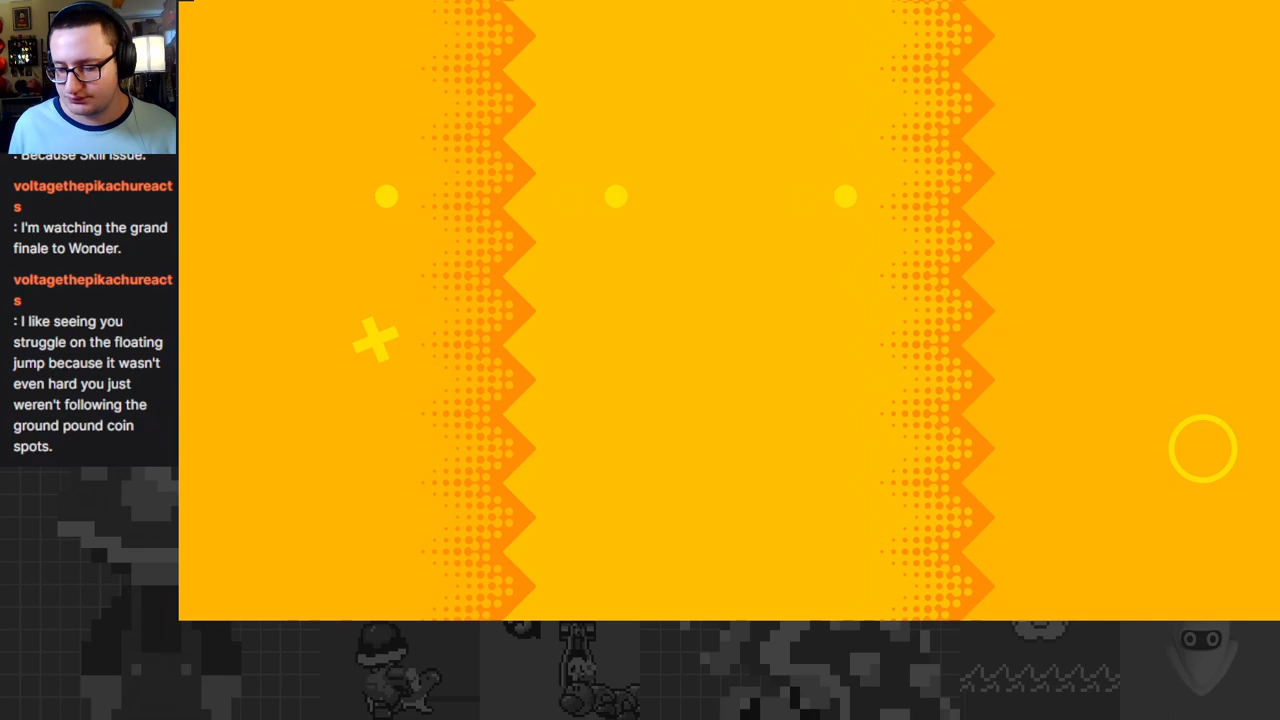 : Because Skill Issue.
voltagethepikachureact
s
: I'm watching the grand
finale to Wonder.
voltagethepikachureact
s
: I like seeing you
struggle on the floating
jump because it wasn't
even hard you just
weren't following the
ground pound coin
spots.